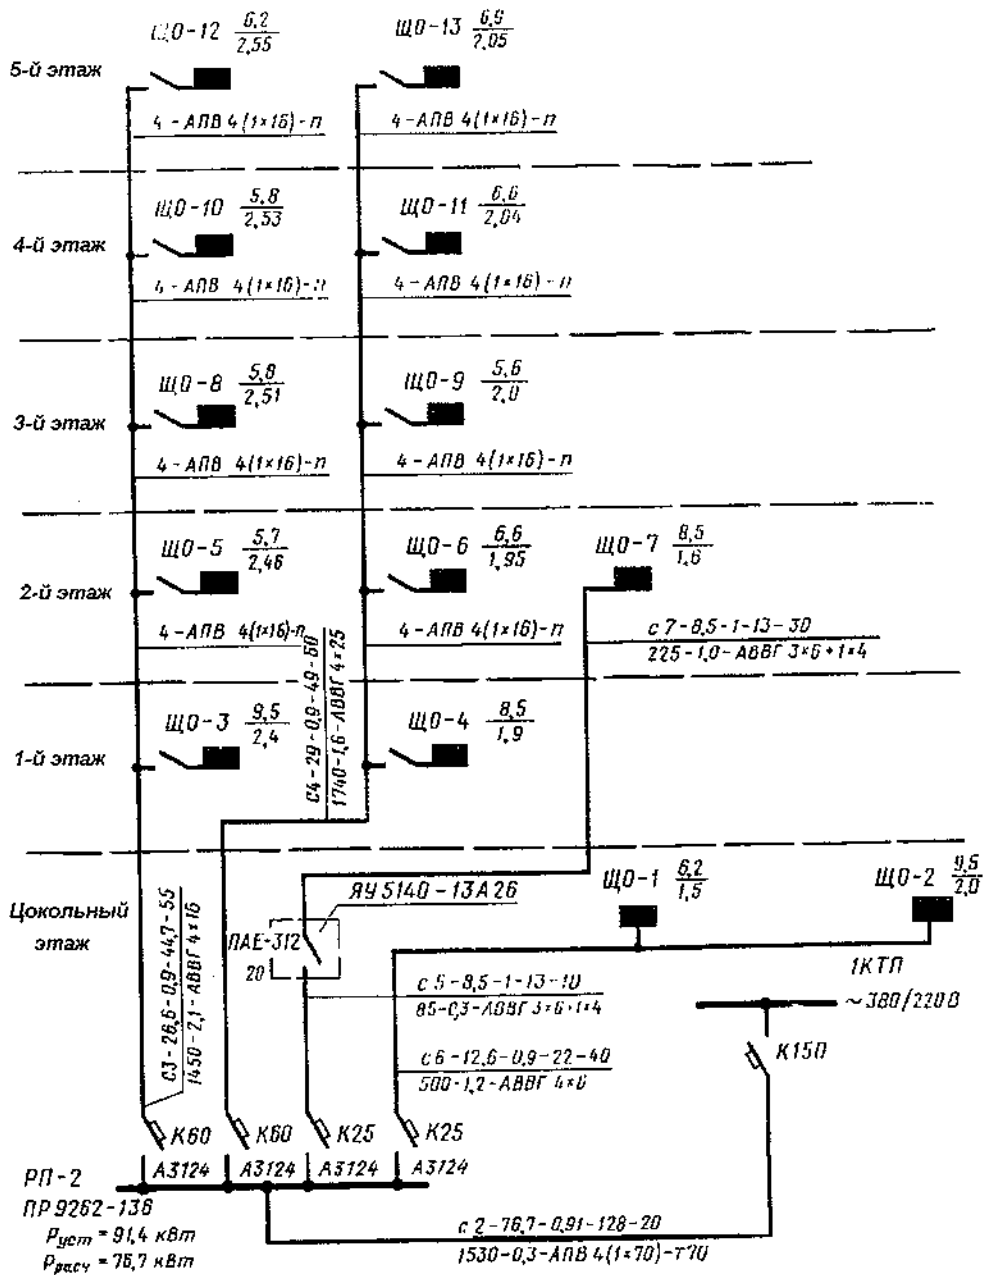 ЩО-12 6,2
2,55
ЩО-13 6,6
2,05
5-й этаж
4-АПВ 4(1×16)-п
4-АПВ 4(1×16)-п
ЩО-10 5,8
2,53
ЩО-11 6,6
2,04
4-й этаж
4-АПВ 4(1×16)-п
4-АПВ 4(1×16)-п
ЩО-8 5,8
2,51
ЩО-9 5,6
2,0
3-й этаж
4-АПВ 4(1×16)-п
4-АПВ 4(1×16)-п
ЩО-5 5,7
2,46
ЩО-6 6,6
1,95
ЩО-7 8,5
1,6
2-й этаж
4-АПВ 4(1×16)-п
4-АПВ 4(1×16)-п
с7-8,5-1-13-30
225-1,0-АВВГ 3×6+1×4
С4-29-0,9-49-60
1740-1,6-АВВГ 4×25
ЩО-3 9,5
2,4
ЩО-4 8,5
1,9
1-й этаж
ЯУ5140-13А26
ЩО-1 6,2
1,5
ЩО-2 9,5
2,0
Цокольный
этаж
ПАЕ-312
20
1КТП
~380/220В
с5-8,5-1-13-10
85-0,3-АВВГ 3×6+1×4
С3-26,6-0,9-44,7-55
1450-2,1-АВВГ 4×16
с6-12,6-0,9-22-40
500-1,2-АВВГ 4×6
К150
К60 К60 К25 К25
А3124 А3124 А3124 А3124
РП-2
ПР9262-138
Руст = 91,4 кВт
Ррасч = 76,7 кВт
с2-76,7-0,91-128-20
1530-0,3-АПВ 4(1×70)-т70